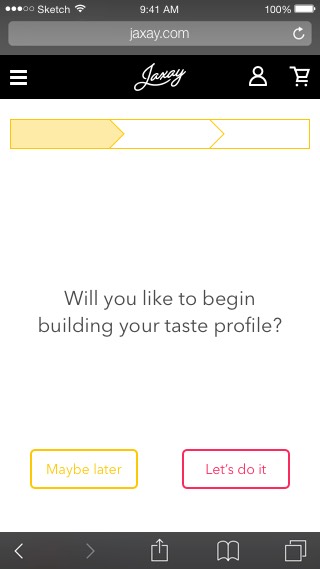 Sketch
9:41 AM
100%
jaxay.com
Jaxay
Will you like to begin
building your taste profile?
Maybe later
Let's do it